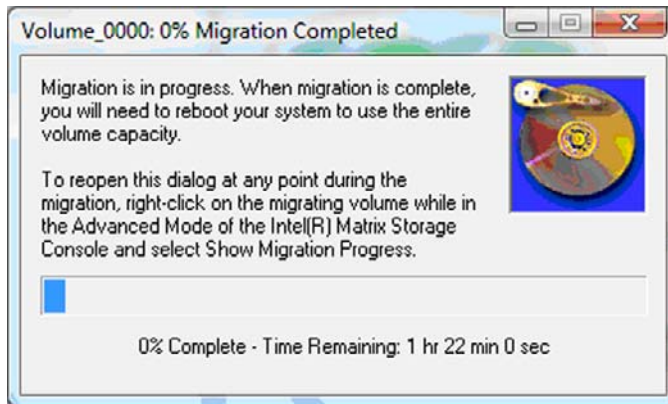 Volume_0000: 0% Migration Completed
Migration is in progress. When migration is complete,
you will need to reboot your system to use the entire
volume capacity.
To reopen this dialog at any point during the
migration, right-click on the migrating volume while in
the Advanced Mode of the Intel(R) Matrix Storage
Console and select Show Migration Progress.
0% Complete - Time Remaining: 1 hr 22 min 0 sec